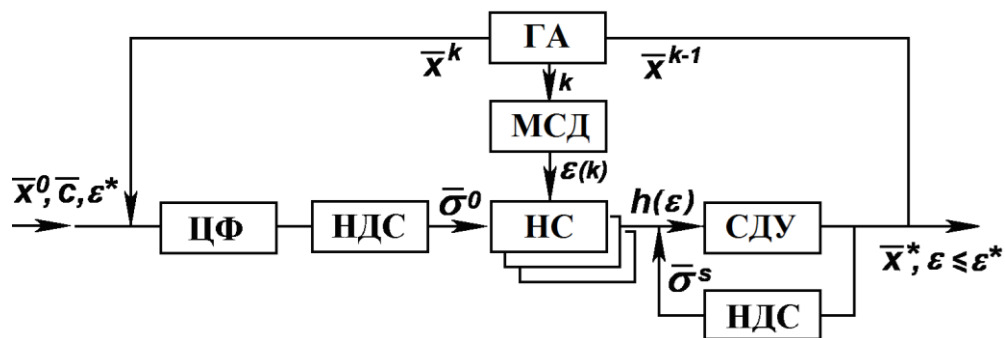 ГА
x̄ᵏ
x̄ᵏ⁻¹
k
МСД
x̄⁰, c̄, ε*
ε(k)
σ̄⁰
h(ε)
ЦФ
НДС
НС
СДУ
σ̄ˢ
x̄*, ε ≤ ε*
НДС